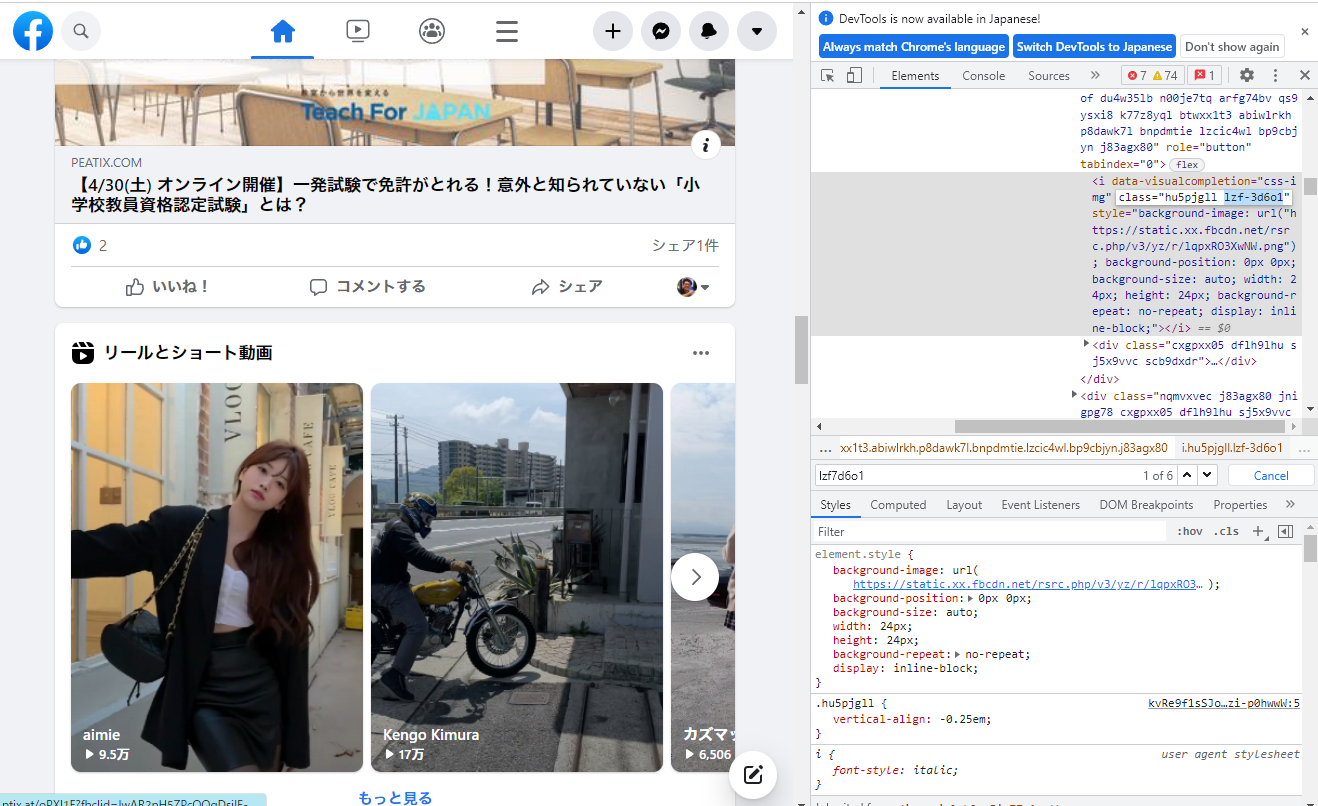 教室から世界を変える
Teach For JAPAN
PEATIX.COM
【4/30(土) オンライン開催】一発試験で免許がとれる！意外と知られていない「小
学校教員資格認定試験」とは？
2
シェア1件
いいね！
コメントする
シェア
リールとショート動画
VLOG
CAFE
aimie
9.5万
Kengo Kimura
17万
カズマッ
6,506
もっと見る
DevTools is now available in Japanese!
Always match Chrome's language
Switch DevTools to Japanese
Don't show again
Elements
Console
Sources
7
74
1
of du4w35lb n00je7tq arfg74bv qs9
ysxi8 k77z8yql btwxx1t3 abiwlrkh
p8dawk7l bnpdmtie lzcic4wl bp9cbj
yn j83agx80" role="button"
tabindex="0"> flex
<i data-visualcompletion="css-i
mg" class="hu5pjgll lzf-3d6o1"
style="background-image: url("h
ttps://static.xx.fbcdn.net/rsr
c.php/v3/yz/r/lqpxRO3XwNW.png")
; background-position: 0px 0px;
background-size: auto; width: 2
4px; height: 24px; background-r
epeat: no-repeat; display: inli
ne-block;"></i> == $0
<div class="cxgpxx05 dflh9lhu s
j5x9vvc scb9dxdr">…</div>
</div>
<div class="nqmvxvec j83agx80 jni
gpg78 cxgpxx05 dflh9lhu sj5x9vvc
… xx1t3.abiwlrkh.p8dawk7l.bnpdmtie.lzcic4wl.bp9cbjyn.j83agx80 i.hu5pjgll.lzf-3d6o1 …
lzf7d6o1
1 of 6
Cancel
Styles
Computed
Layout
Event Listeners
DOM Breakpoints
Properties
Filter
:hov
.cls
element.style {
background-image: url(
https://static.xx.fbcdn.net/rsrc.php/v3/yz/r/lqpxRO3… );
background-position: 0px 0px;
background-size: auto;
width: 24px;
height: 24px;
background-repeat: no-repeat;
display: inline-block;
}
.hu5pjgll {
kvRe9f1sSJo…zi-p0hwwW:5
vertical-align: -0.25em;
}
i {
user agent stylesheet
font-style: italic;
}